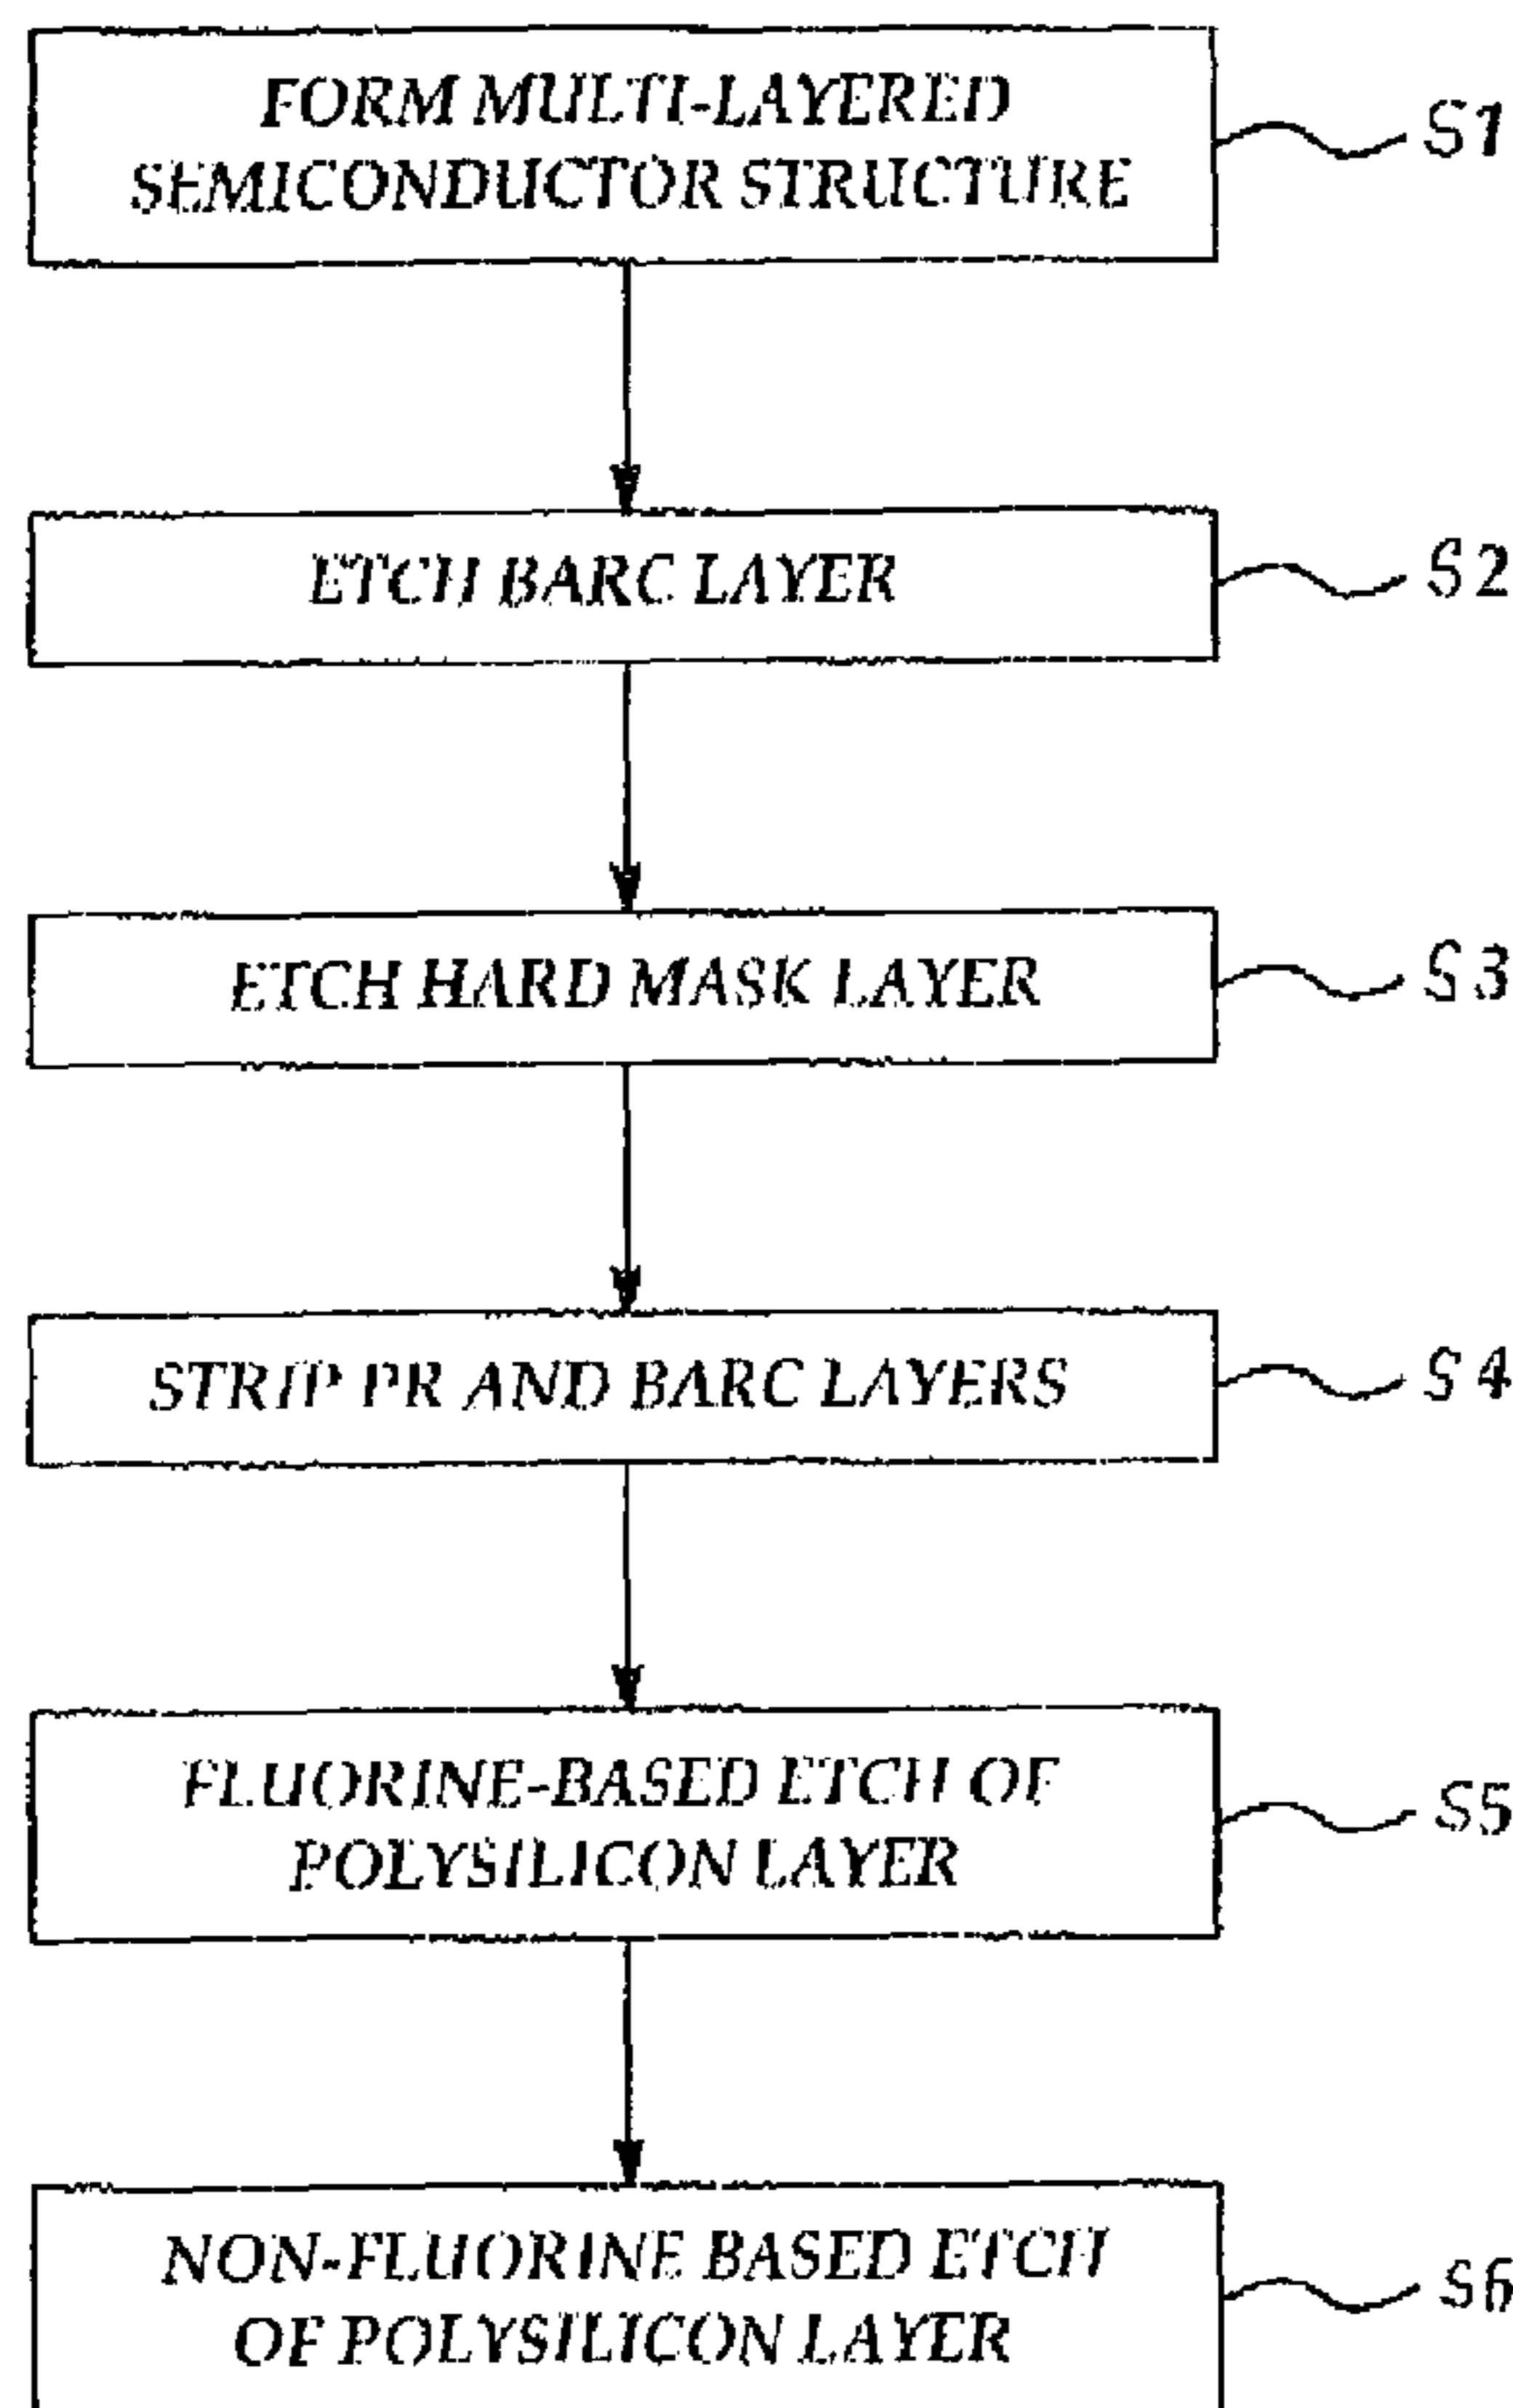 FORM MULTI-LAYERED
SEMICONDUCTOR STRUCTURE
S1
ETCH BARC LAYER
S2
ETCH HARD MASK LAYER
S3
STRIP PR AND BARC LAYERS
S4
FLUORINE-BASED ETCH OF
POLYSILICON LAYER
S5
NON-FLUORINE BASED ETCH
OF POLYSILICON LAYER
S6